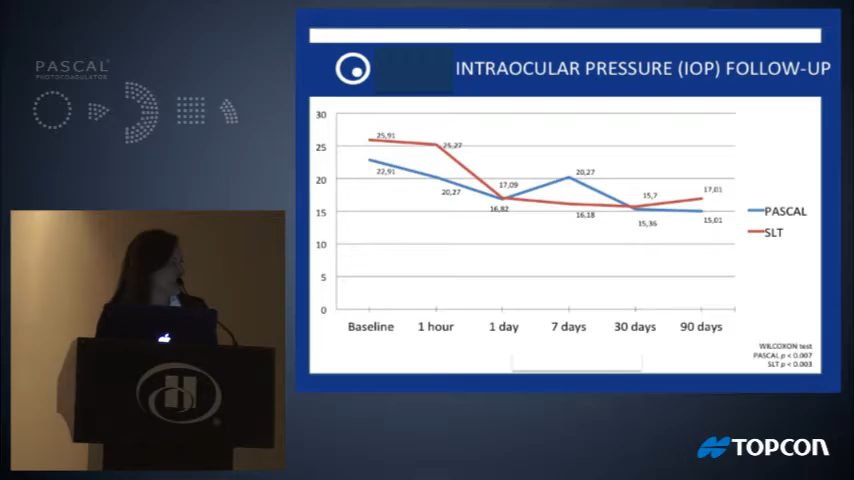 PASCAL
PHOTOCOAGULATOR
INTRAOCULAR PRESSURE (IOP) FOLLOW-UP
30
25
20
15
10
5
0
25,91
22,91
25,27
20,27
17,09
16,82
20,27
16,18
15,7
15,36
17,01
15,01
PASCAL
SLT
Baseline 1 hour 1 day 7 days 30 days 90 days
WILCOXON test
PASCAL p < 0.007
SLT p < 0.003
H
TOPCON